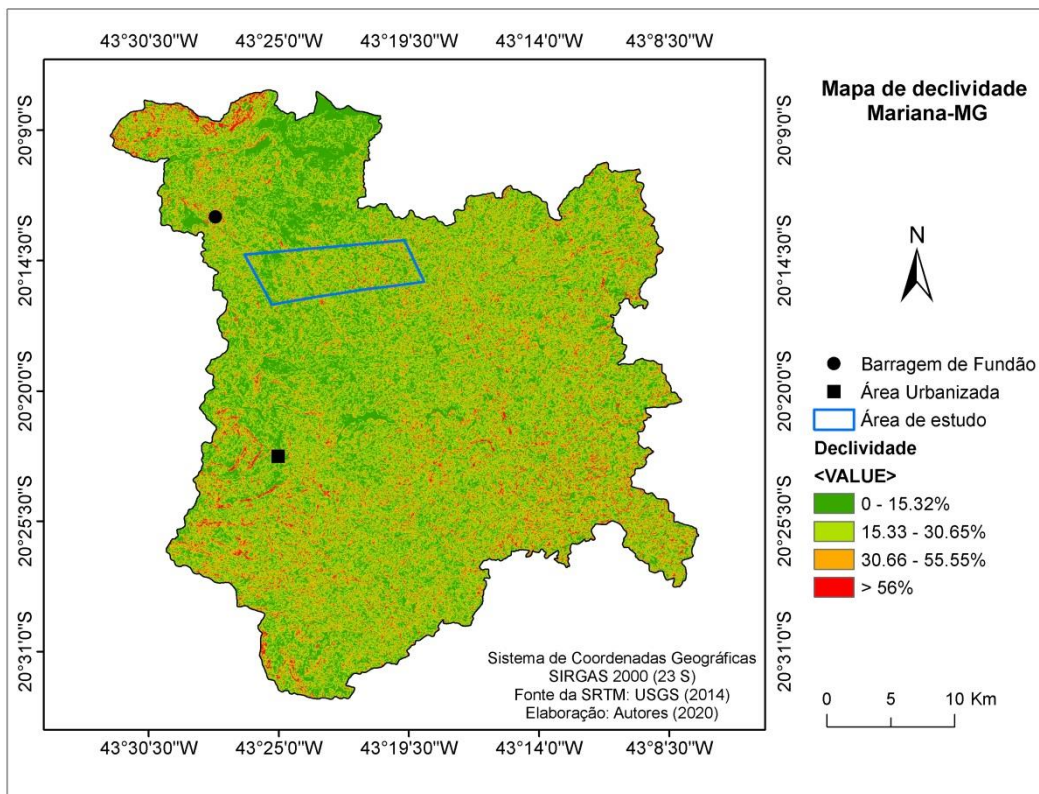 43°30'30"W 43°25'0"W 43°19'30"W 43°14'0"W 43°8'30"W
20°9'0"S
20°14'30"S
20°20'0"S
20°25'30"S
20°31'0"S
Sistema de Coordenadas Geográficas
SIRGAS 2000 (23 S)
Fonte da SRTM: USGS (2014)
Elaboração: Autores (2020)
20°9'0"S
20°14'30"S
20°20'0"S
20°25'30"S
20°31'0"S
43°30'30"W 43°25'0"W 43°19'30"W 43°14'0"W 43°8'30"W
Mapa de declividade
Mariana-MG
N
Barragem de Fundão
Área Urbanizada
Área de estudo
Declividade
<VALUE>
0 - 15.32%
15.33 - 30.65%
30.66 - 55.55%
> 56%
0 5 10 Km